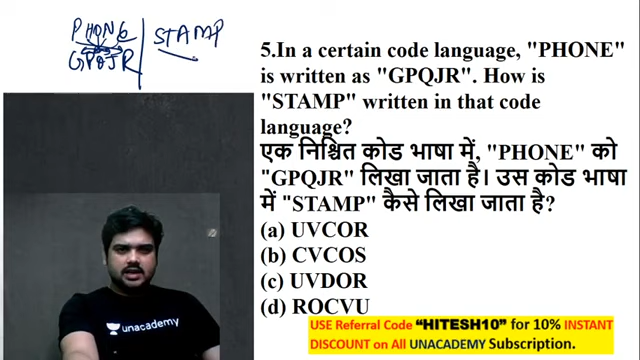 PHONE STAMP
GPQJR
5.In a certain code language, "PHONE"
is written as "GPQJR". How is
"STAMP" written in that code
language?
एक निश्चित कोड भाषा में, "PHONE" को
"GPQJR" लिखा जाता है। उस कोड भाषा
में "STAMP" कैसे लिखा जाता है?
(a) UVCOR
(b) CVCOS
(c) UVDOR
(d) ROCVU
unacademy
USE Referral Code “HITESH10” for 10% INSTANT
DISCOUNT on All UNACADEMY Subscription.